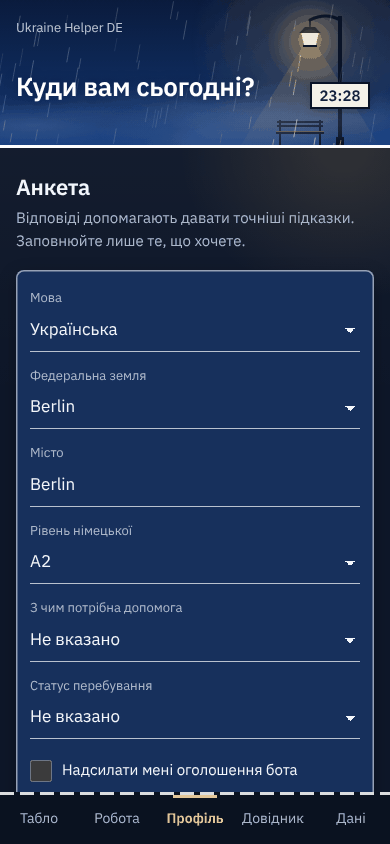 Ukraine Helper DE
Куди вам сьогодні?
23:28
Анкета
Відповіді допомагають давати точніші підказки.
Заповнюйте лише те, що хочете.
Мова
Українська
Федеральна земля
Berlin
Місто
Berlin
Рівень німецької
A2
З чим потрібна допомога
Не вказано
Статус перебування
Не вказано
Надсилати мені оголошення бота
Табло Робота Профіль Довідник Дані